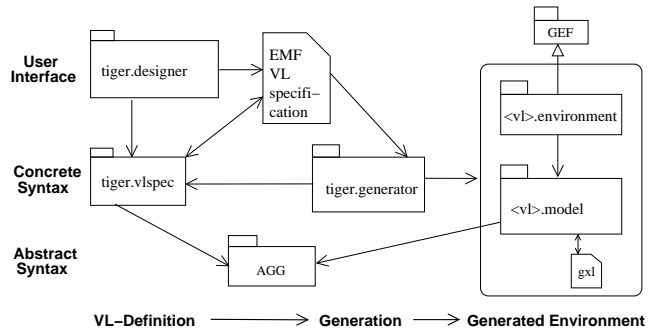 GEF
User
Interface
tiger.designer
EMF
VL
specifi−
cation
<vl>.environment
Concrete
Syntax
tiger.vlspec
tiger.generator
<vl>.model
Abstract
Syntax
AGG
gxl
VL−Definition
Generation
Generated Environment